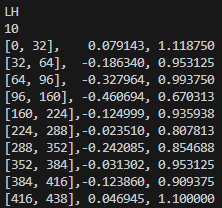 LH
10
[0, 32],    0.079143, 1.118750
[32, 64],  -0.186340, 0.953125
[64, 96],  -0.327964, 0.993750
[96, 160], -0.460694, 0.670313
[160, 224],-0.124999, 0.935938
[224, 288],-0.023510, 0.807813
[288, 352],-0.242085, 0.854688
[352, 384],-0.031302, 0.953125
[384, 416],-0.123860, 0.909375
[416, 438], 0.046945, 1.100000